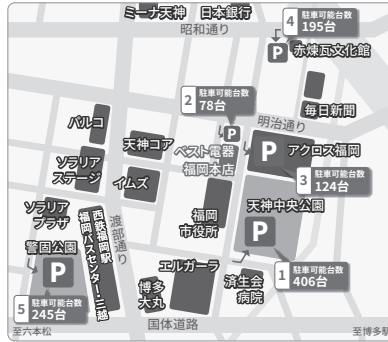 ミーナ天神
日本銀行
昭和通り
4
駐車可能台数
195台
P
赤煉瓦文化館
2
駐車可能台数
78台
P
毎日新聞
明治通り
パルコ
天神コア
ベスト電器
福岡本店
P
アクロス福岡
3
駐車可能台数
124台
ソラリア
ステージ
イムズ
天神中央公園
ソラリア
プラザ
西鉄福岡駅
福岡バスセンター・三越
渡部通り
福岡
市役所
P
警固公園
P
エルガーラ
1
駐車可能台数
406台
博多
大丸
済生会
病院
5
駐車可能台数
245台
国体道路
至六本松
至博多駅